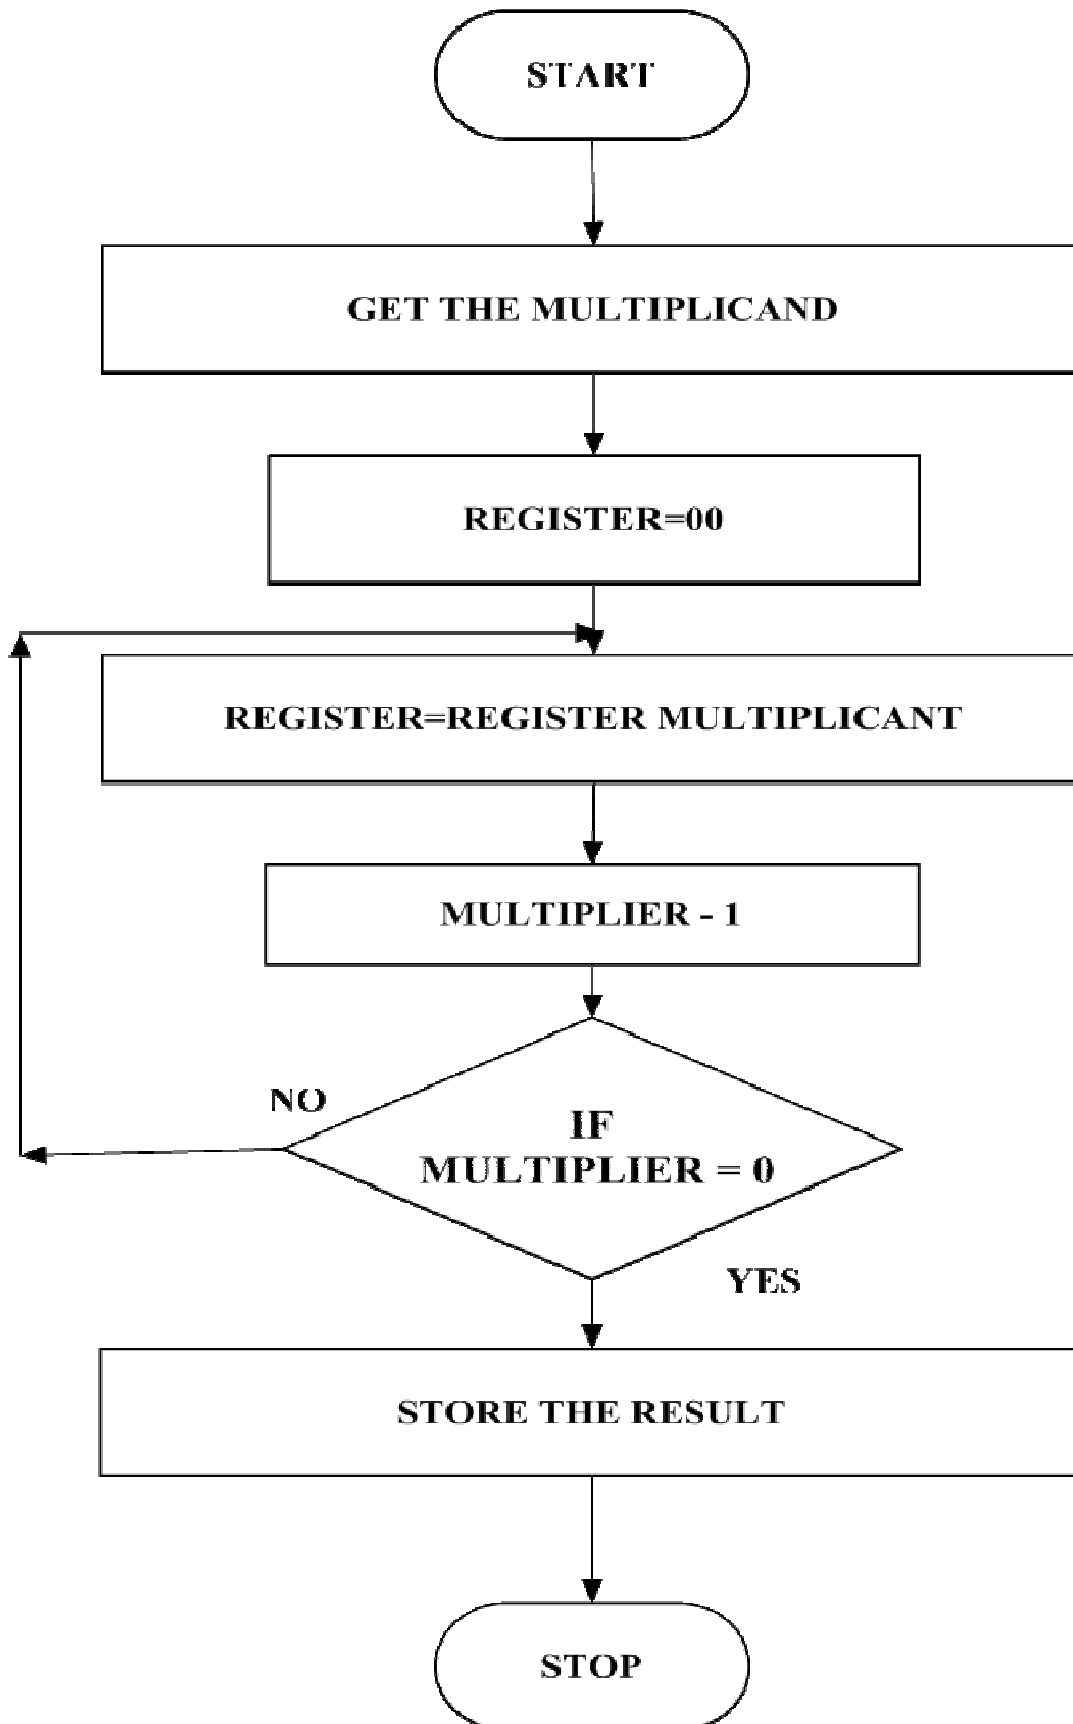 START
GET THE MULTIPLICAND
REGISTER=00
REGISTER=REGISTER MULTIPLICANT
MULTIPLIER - 1
NO
IF
MULTIPLIER = 0
YES
STORE THE RESULT
STOP